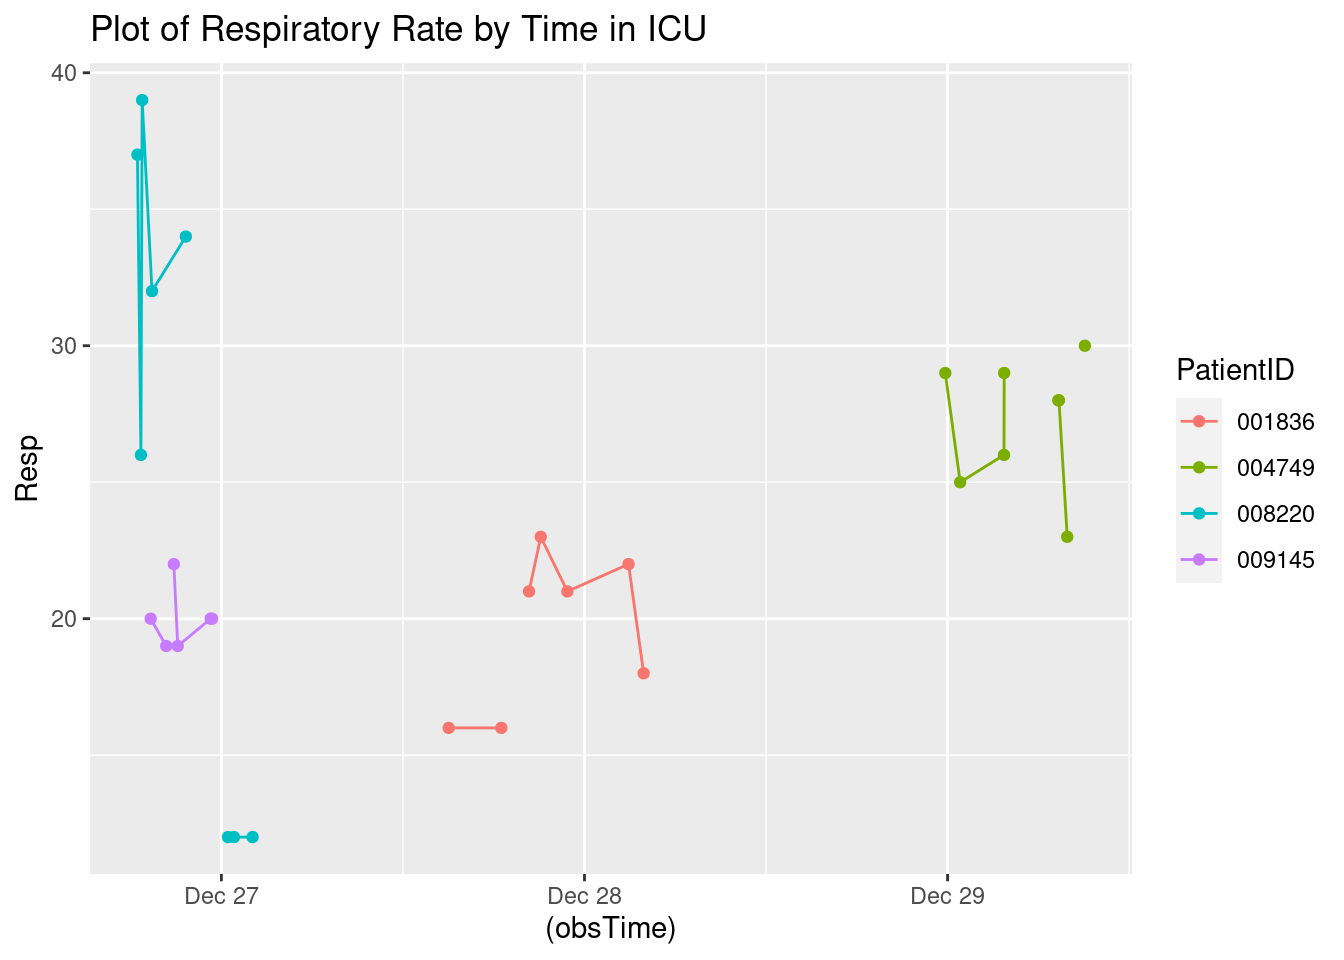 Plot of Respiratory Rate by Time in ICU
40
30
20
Resp
Dec 27
Dec 28
Dec 29
(obsTime)
PatientID
001836
004749
008220
009145